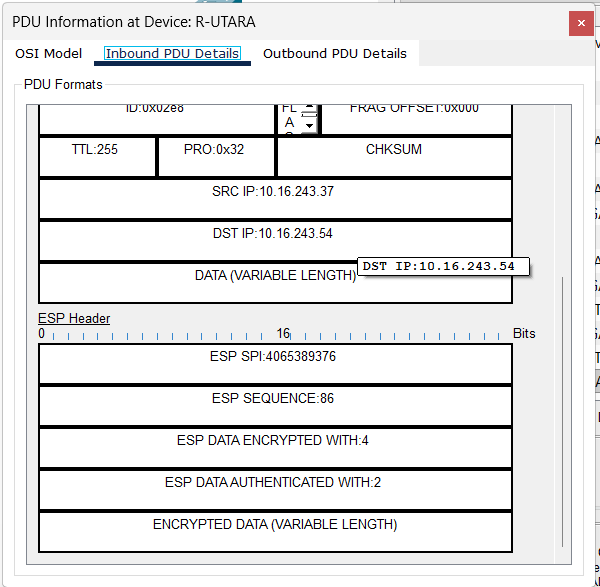 PDU Information at Device: R-UTARA
OSI Model Inbound PDU Details Outbound PDU Details
PDU Formats
ID:0x02e8 FL A FRAG OFFSET:0x000
TTL:255 PRO:0x32 CHKSUM
SRC IP:10.16.243.37
DST IP:10.16.243.54
DST IP:10.16.243.54
DATA (VARIABLE LENGTH)
ESP Header
0 16 Bits
ESP SPI:4065389376
ESP SEQUENCE:86
ESP DATA ENCRYPTED WITH:4
ESP DATA AUTHENTICATED WITH:2
ENCRYPTED DATA (VARIABLE LENGTH)